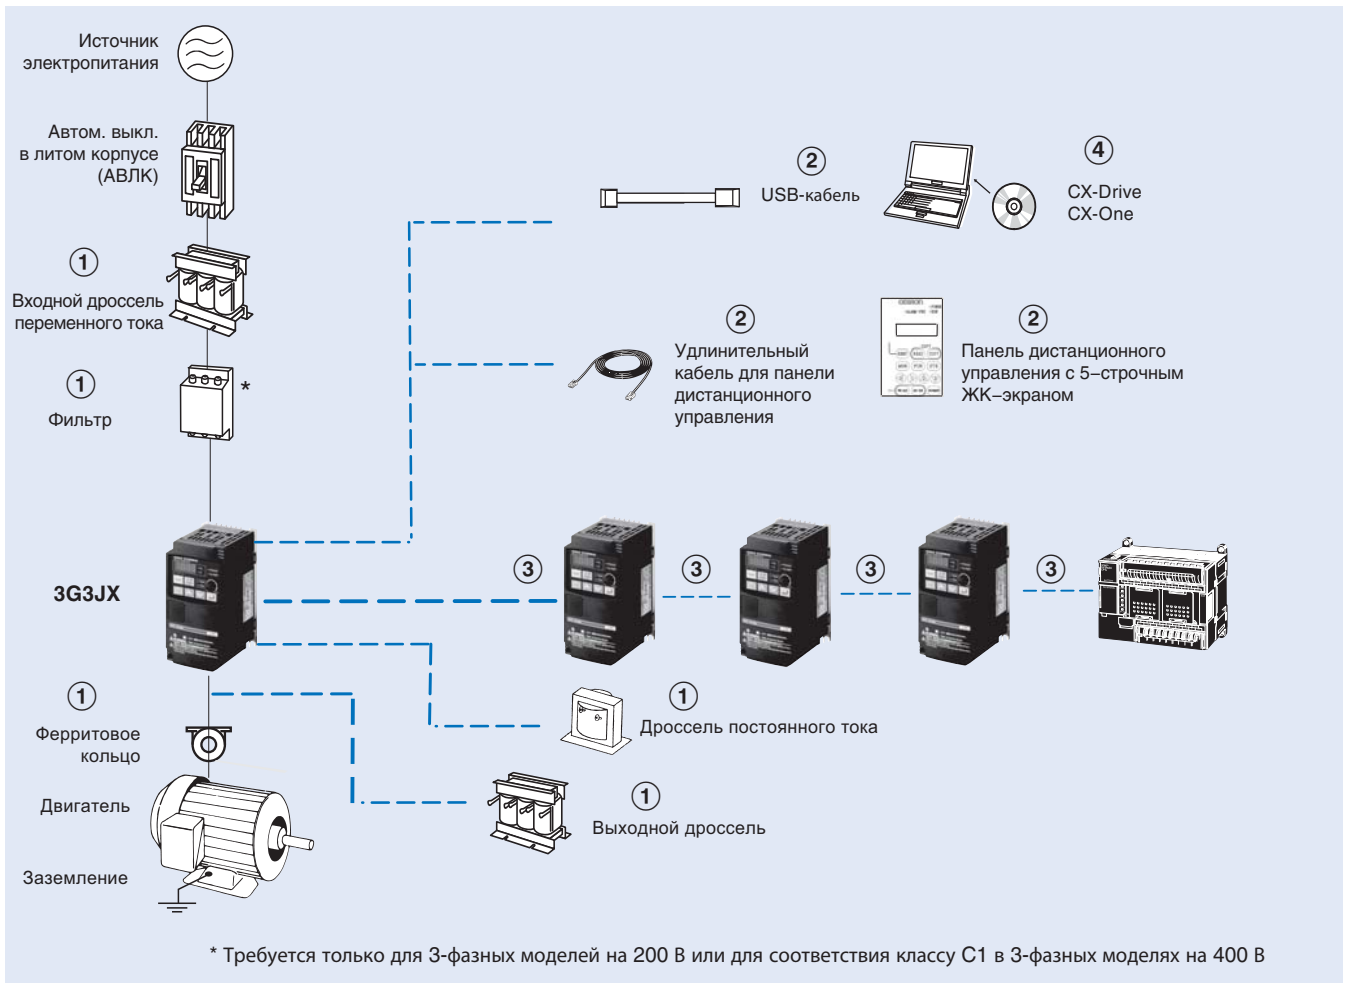 Источник
электропитания
Автом. выкл.
в литом корпусе
(АВЛК)
1
Входной дроссель
переменного тока
1
*
Фильтр
2
USB-кабель
4
CX-Drive
CX-One
2
Удлинительный
кабель для панели
дистанционного
управления
OMRON
2
Панель дистанционного
управления с 5–строчным
ЖК–экраном
3G3JX
3
3
3
3
1
Ферритовое
кольцо
Двигатель
Заземление
1
Дроссель постоянного тока
1
Выходной дроссель
* Требуется только для 3-фазных моделей на 200 В или для соответствия классу C1 в 3-фазных моделях на 400 В